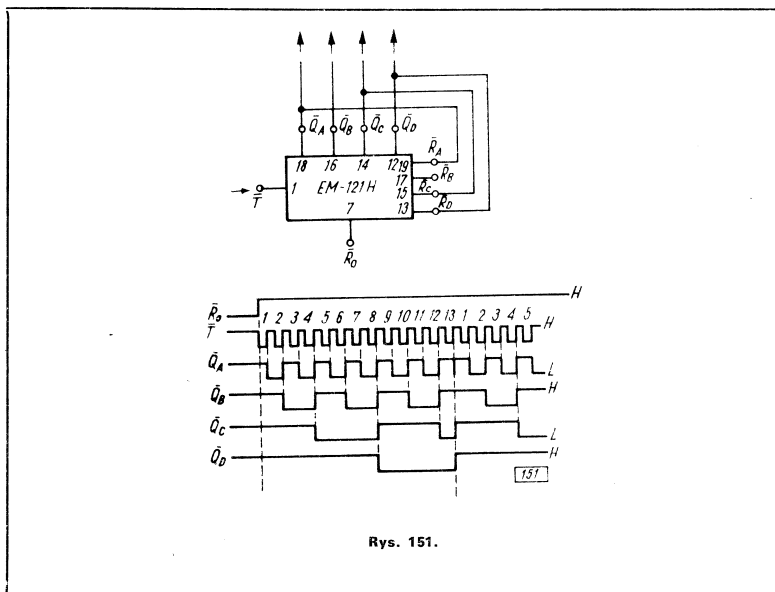 Q̄A Q̄B Q̄C Q̄D
18 16 14 12 19 R̄A
17 R̄B
T̄ 1 EM-121H 15 R̄C
7 13 R̄D
R̄0
R̄0 H
T̄ 1 2 3 4 5 6 7 8 9 10 11 12 13 1 2 3 4 5 H
Q̄A L
Q̄B H
Q̄C L
Q̄D H
151
Rys. 151.